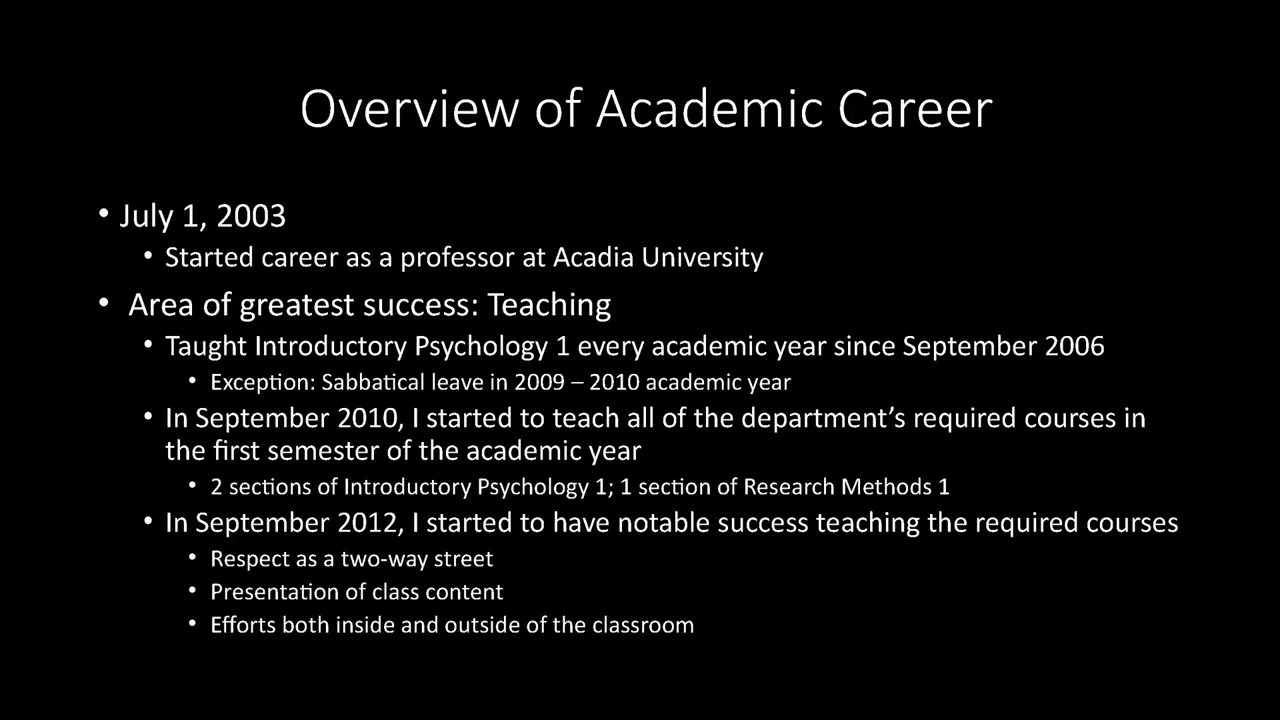 Overview of Academic Career
• July 1, 2003
• Started career as a professor at Acadia University
• Area of greatest success: Teaching
• Taught Introductory Psychology 1 every academic year since September 2006
• Exception: Sabbatical leave in 2009 – 2010 academic year
• In September 2010, I started to teach all of the department’s required courses in
the first semester of the academic year
• 2 sections of Introductory Psychology 1; 1 section of Research Methods 1
• In September 2012, I started to have notable success teaching the required courses
• Respect as a two-way street
• Presentation of class content
• Efforts both inside and outside of the classroom